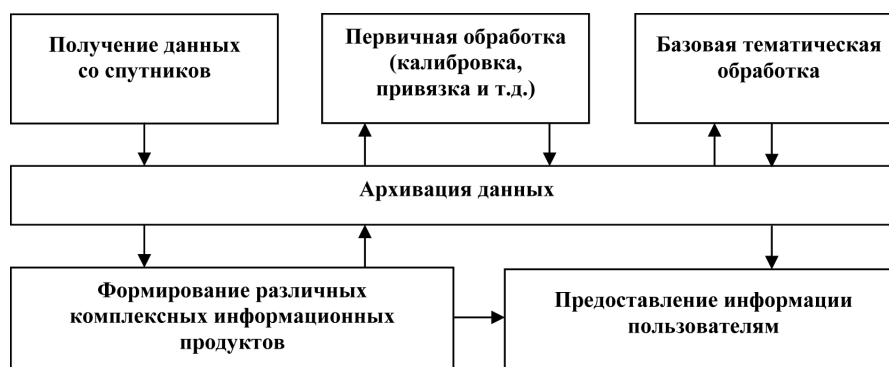 Получение данных
со спутников
Первичная обработка
(калибровка,
привязка и т.д.)
Базовая тематическая
обработка
Архивация данных
Формирование различных
комплексных информационных
продуктов
Предоставление информации
пользователям